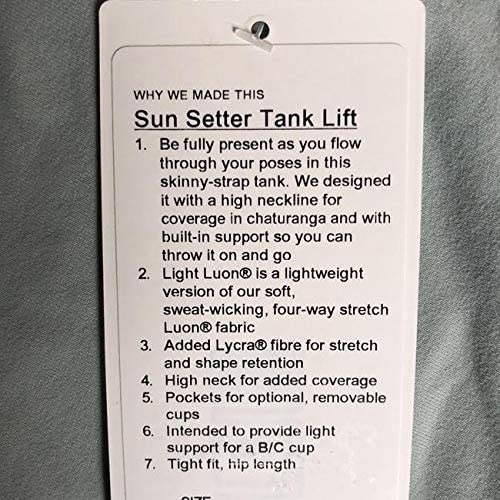 WHY WE MADE THIS
Sun Setter Tank Lift
1. Be fully present as you flow
through your poses in this
skinny-strap tank. We designed
it with a high neckline for
coverage in chaturanga and with
built-in support so you can
throw it on and go
2. Light Luon® is a lightweight
version of our soft,
sweat-wicking, four-way stretch
Luon® fabric
3. Added Lycra® fibre for stretch
and shape retention
4. High neck for added coverage
5. Pockets for optional, removable
cups
6. Intended to provide light
support for a B/C cup
7. Tight fit, hip length
SIZE